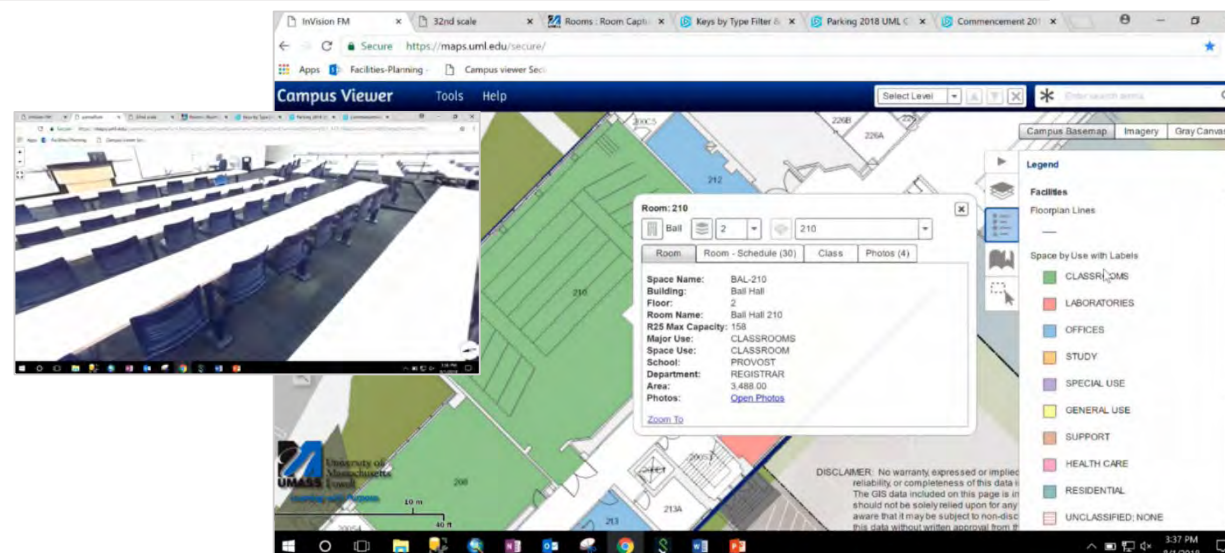 InVision FM
32nd scale
Rooms : Room Capti
Keys by Type Filter &
Parking 2018 UML C
Commencement 201
Secure https://maps.uml.edu/secure/
Apps Facilities-Planning - Campus viewer Sec
Campus Viewer Tools Help
Select Level
Enter search terms
Campus Basemap Imagery Gray Canvas
200CS
226B
226A
212
210
208
213
213A
200S4
Room: 210
Ball 2 210
Room Room - Schedule (30) Class Photos (4)
Space Name: BAL-210
Building: Ball Hall
Floor: 2
Room Name: Ball Hall 210
R25 Max Capacity: 158
Major Use: CLASSROOMS
Space Use: CLASSROOM
School: PROVOST
Department: REGISTRAR
Area: 3,488.00
Photos: Open Photos
Zoom To
Legend
Facilities
Floorplan Lines
Space by Use with Labels
CLASSROOMS
LABORATORIES
OFFICES
STUDY
SPECIAL USE
GENERAL USE
SUPPORT
HEALTH CARE
RESIDENTIAL
UNCLASSIFIED; NONE
University of
Massachusetts
UMASS Lowell
Learning with Purpose
10 m
40 ft
DISCLAIMER: No warranty, expressed or implied
reliability, or completeness of this data i
The GIS data included on this page is in
should not be solely relied upon for any
aware that it may be subject to non-disc
this data without written approval from th
3:37 PM
8/1/2018